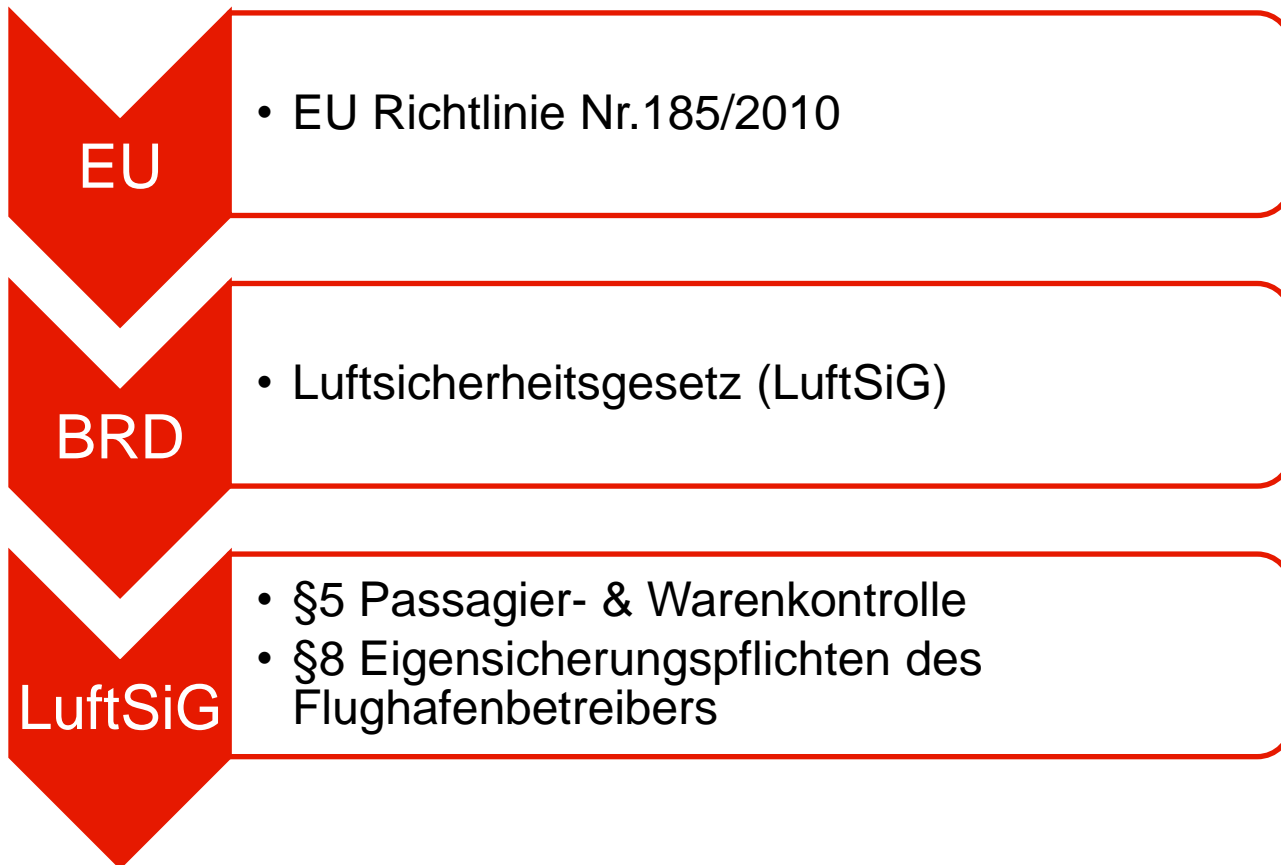 EU
• EU Richtlinie Nr.185/2010
BRD
• Luftsicherheitsgesetz (LuftSiG)
LuftSiG
• §5 Passagier- & Warenkontrolle
• §8 Eigensicherungspflichten des
Flughafenbetreibers